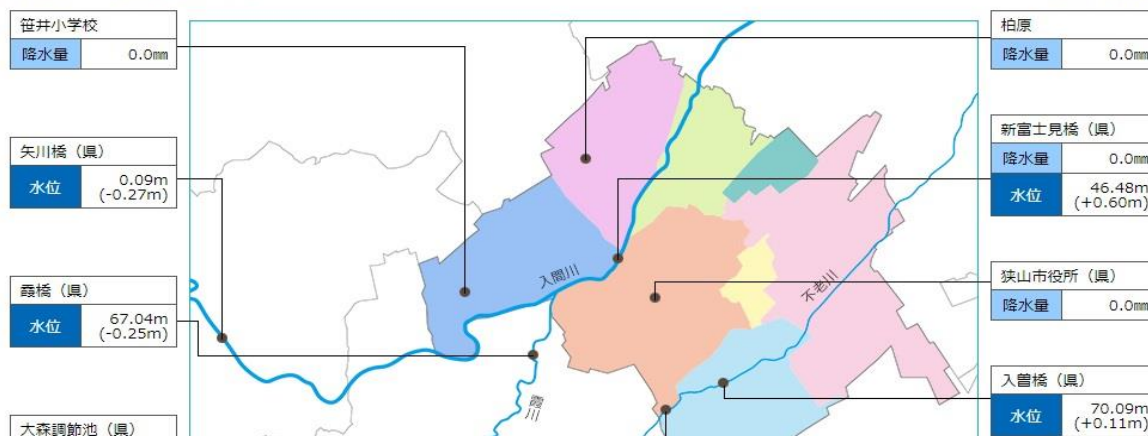 笹井小学校
降水量 0.0㎜
矢川橋（県）
水位 0.09m
(-0.27m)
霞橋（県）
水位 67.04m
(-0.25m)
大森調節池（県）
入間川
霞川
不老川
柏原
降水量 0.0㎜
新富士見橋（県）
降水量 0.0㎜
水位 46.48m
(+0.60m)
狭山市役所（県）
降水量 0.0㎜
入曽橋（県）
水位 70.09m
(+0.11m)